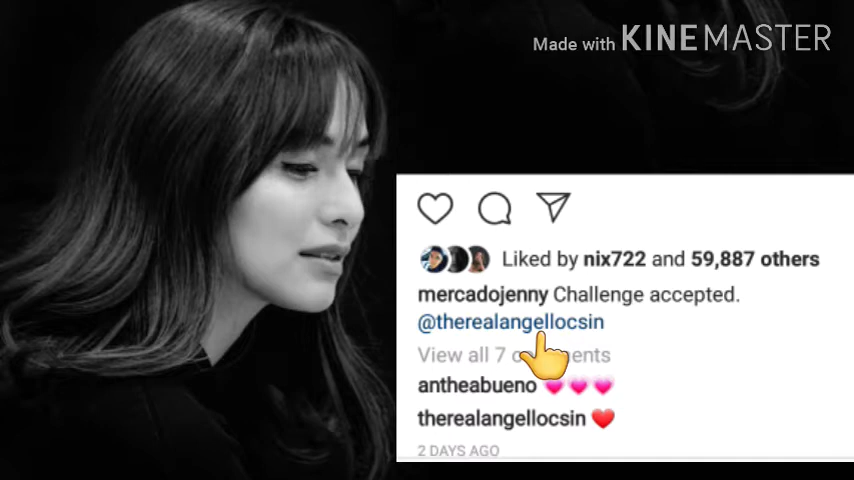 Made with KINEMASTER
Liked by nix722 and 59,887 others
mercadojenny Challenge accepted.
@therealangellocsin
View all 7
antheabueno 💗💗💗
therealangellocsin ❤️
2 DAYS AGO